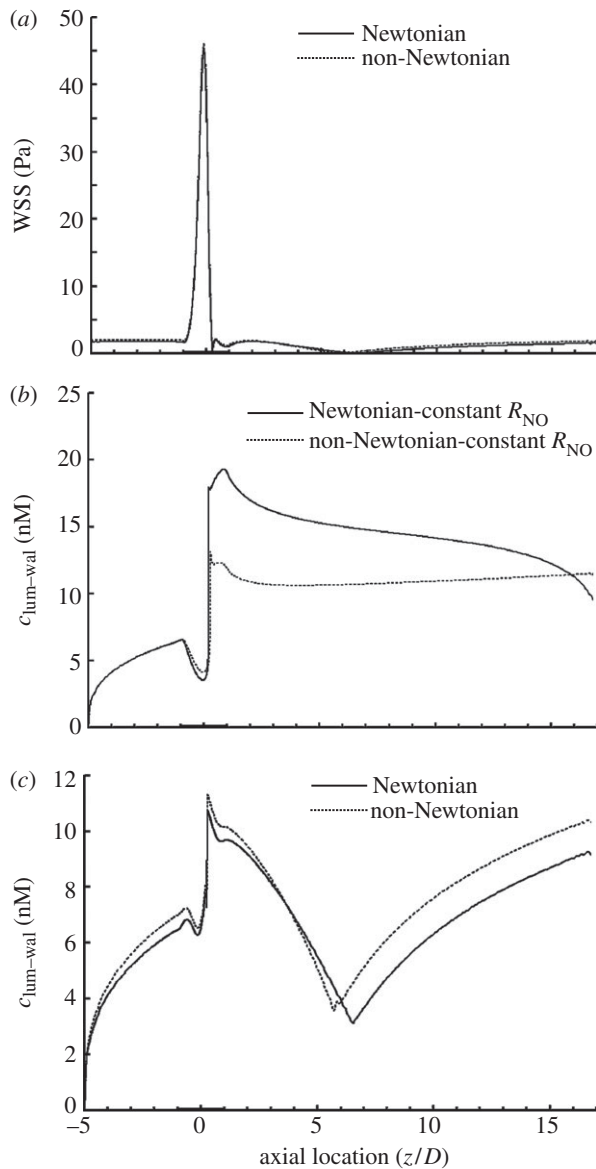 (a)
50
Newtonian
non-Newtonian
40
30
WSS (Pa)
20
10
0
(b)
25
Newtonian-constant R_NO
non-Newtonian-constant R_NO
20
15
c_lum–wal (nM)
10
5
0
(c)
12
Newtonian
non-Newtonian
10
8
c_lum–wal (nM)
6
4
2
0
−5 0 5 10 15
axial location (z/D)